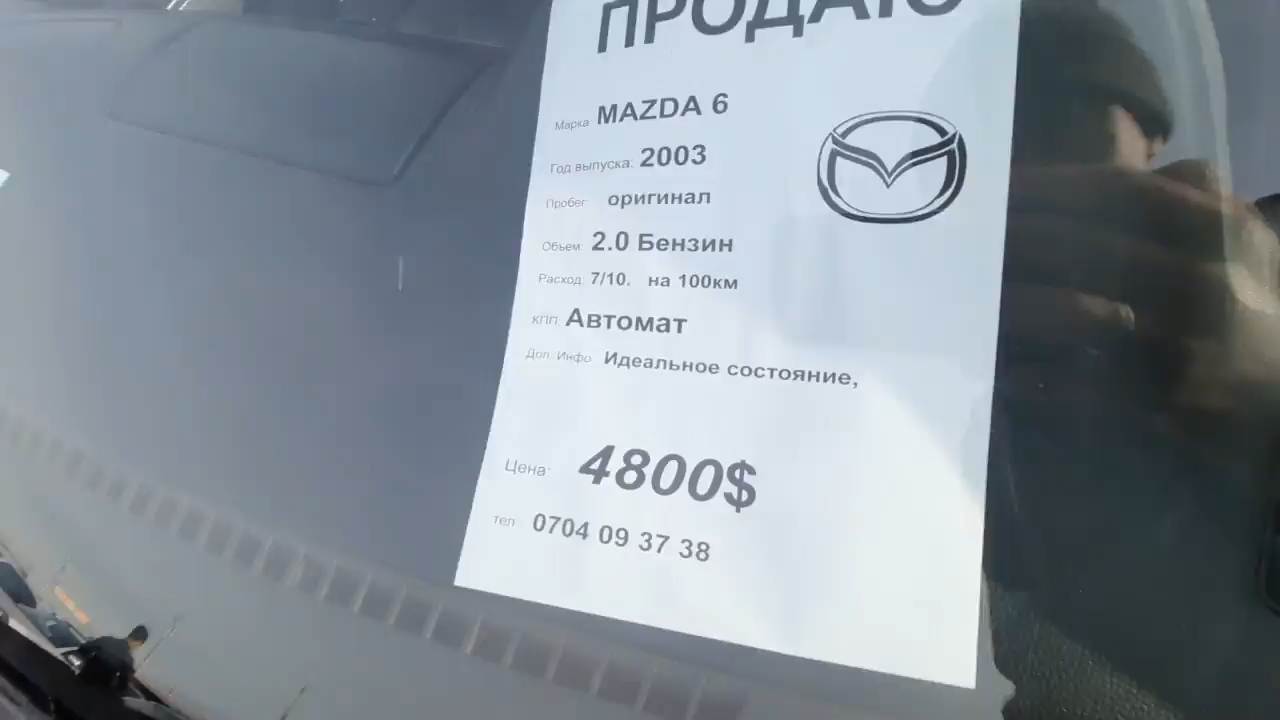 ПРОДАЮ
Марка MAZDA 6
Год выпуска: 2003
Пробег: оригинал
Объем: 2.0 Бензин
Расход: 7/10. на 100км
КПП Автомат
Доп. Инфо Идеальное состояние,
Цена: 4800$
тел 0704 09 37 38